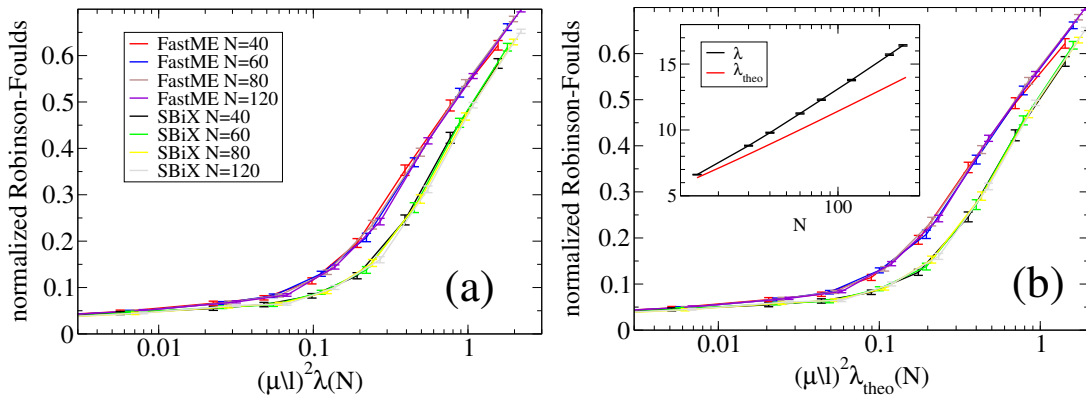 normalized Robinson-Foulds
0.6
0.5
0.4
0.3
0.2
0.1
0
FastME N=40
FastME N=60
FastME N=80
FastME N=120
SBiX N=40
SBiX N=60
SBiX N=80
SBiX N=120
(a)
0.01
0.1
1
(μ\l)²λ(N)
normalized Robinson-Foulds
0.6
0.5
0.4
0.3
0.2
0.1
0
15
10
5
λ
λtheo
100
N
(b)
0.01
0.1
1
(μ\l)²λtheo(N)